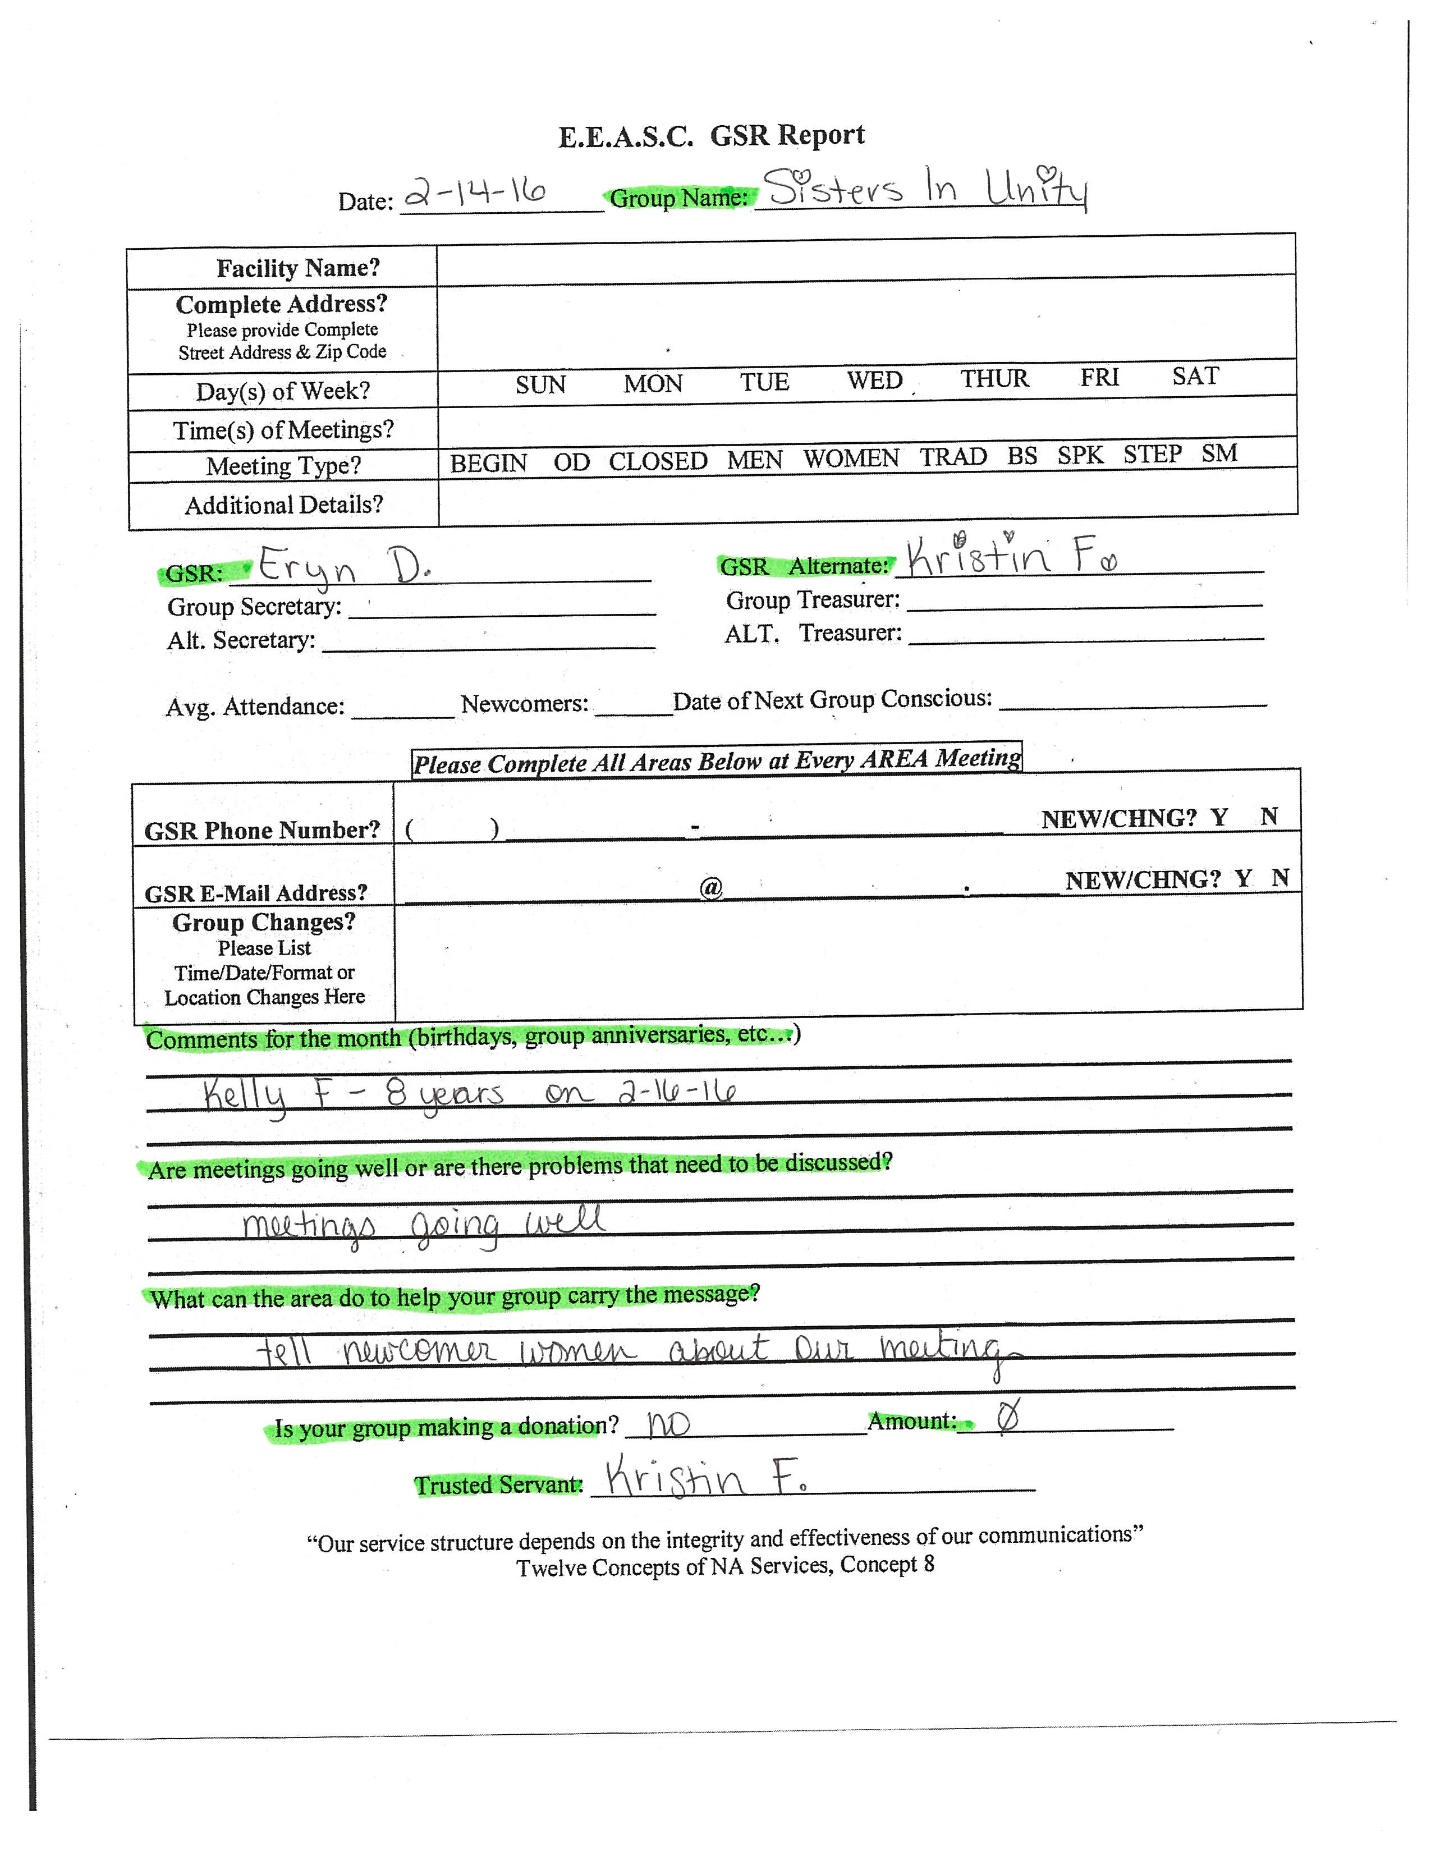 E.E.A.S.C. GSR Report
Date: 2-14-16 Group Name: Sisters In Unity
Facility Name?
Complete Address?
Please provide Complete
Street Address & Zip Code
Day(s) of Week? SUN MON TUE WED THUR FRI SAT
Time(s) of Meetings?
Meeting Type? BEGIN OD CLOSED MEN WOMEN TRAD BS SPK STEP SM
Additional Details?
GSR: Eryn D. GSR Alternate: Kristin F.
Group Secretary: Group Treasurer:
Alt. Secretary: ALT. Treasurer:
Avg. Attendance: Newcomers: Date of Next Group Conscious:
Please Complete All Areas Below at Every AREA Meeting
GSR Phone Number? ( ) - NEW/CHNG? Y N
GSR E-Mail Address? @ . NEW/CHNG? Y N
Group Changes?
Please List
Time/Date/Format or
Location Changes Here
Comments for the month (birthdays, group anniversaries, etc...)
Kelly F - 8 years on 2-16-16
Are meetings going well or are there problems that need to be discussed?
meetings going well
What can the area do to help your group carry the message?
tell newcomer women about our meeting
Is your group making a donation? no Amount: Ø
Trusted Servant: Kristin F.
“Our service structure depends on the integrity and effectiveness of our communications”
Twelve Concepts of NA Services, Concept 8